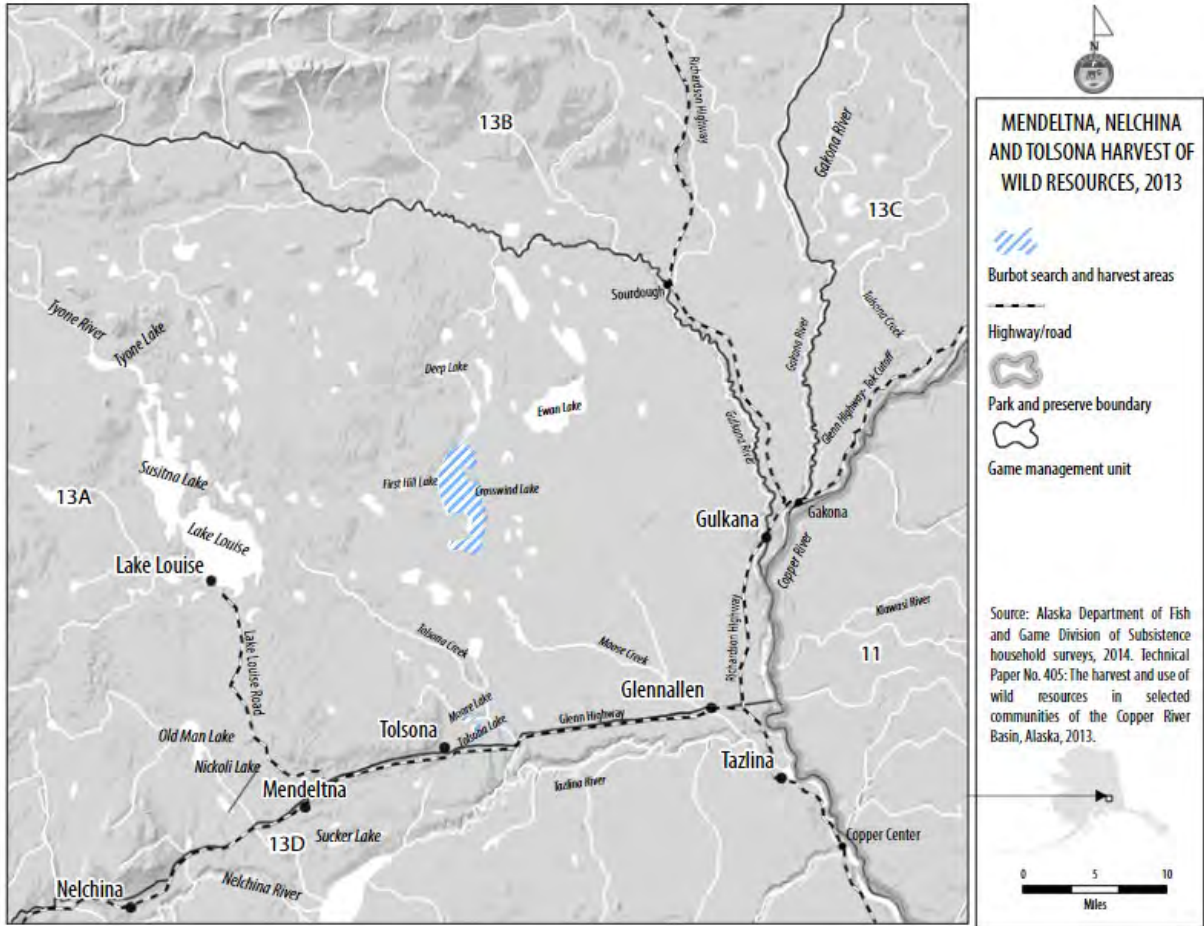 13B
Richardson Highway
Gakona River
13C
Sourdough
Tyone River
Tyone Lake
Tulsona Creek
Gakona River
Deep Lake
Ewan Lake
Gulkana River
Glenn Highway- Tok Cutoff
First Hill Lake
Crosswind Lake
Susitna Lake
13A
Gakona
Gulkana
Lake Louise
Lake Louise
Copper River
Klawasi River
Tolsona Creek
Moose Creek
Richardson Highway
11
Lake Louise Road
Glennallen
Moore Lake
Tolsona Lake
Glenn Highway
Tolsona
Old Man Lake
Nickoli Lake
Tazlina
Tazlina River
Mendeltna
13D
Sucker Lake
Copper Center
Nelchina
Nelchina River
N
MENDELTNA, NELCHINA
AND TOLSONA HARVEST OF
WILD RESOURCES, 2013
Burbot search and harvest areas
Highway/road
Park and preserve boundary
Game management unit
Source: Alaska Department of Fish
and Game Division of Subsistence
household surveys, 2014. Technical
Paper No. 405: The harvest and use of
wild resources in selected
communities of the Copper River
Basin, Alaska, 2013.
0 5 10
Miles